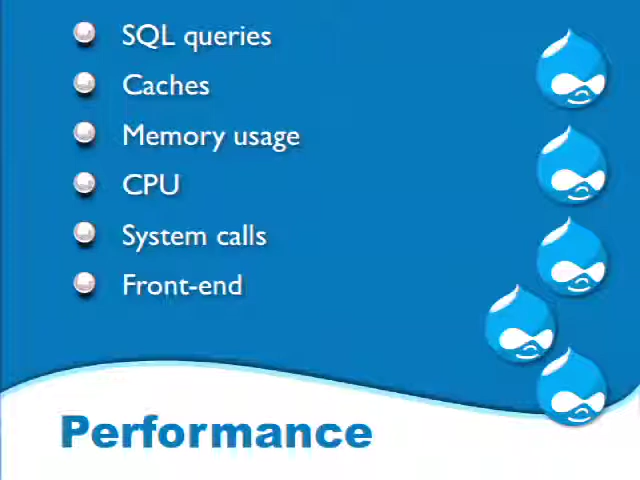 SQL queries
Caches
Memory usage
CPU
System calls
Front-end
Performance